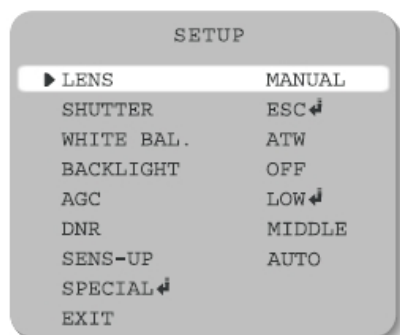 SETUP
LENS MANUAL
SHUTTER ESC↲
WHITE BAL. ATW
BACKLIGHT OFF
AGC LOW↲
DNR MIDDLE
SENS-UP AUTO
SPECIAL↲
EXIT